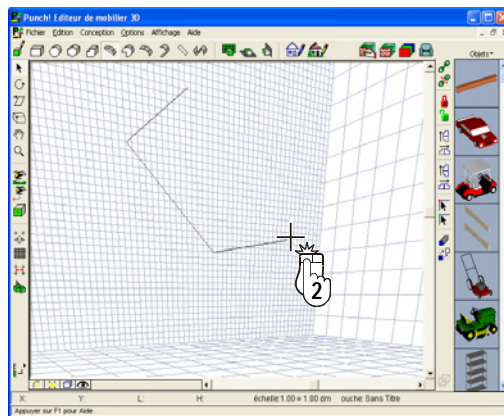 Punch! Editeur de mobilier 3D
Fichier Edition Conception Options Affichage Aide
Objets
2
X: Y: L: H: échelle:1.00 = 1.00 dm ouche: Sans Titre
Appuyer sur F1 pour Aide